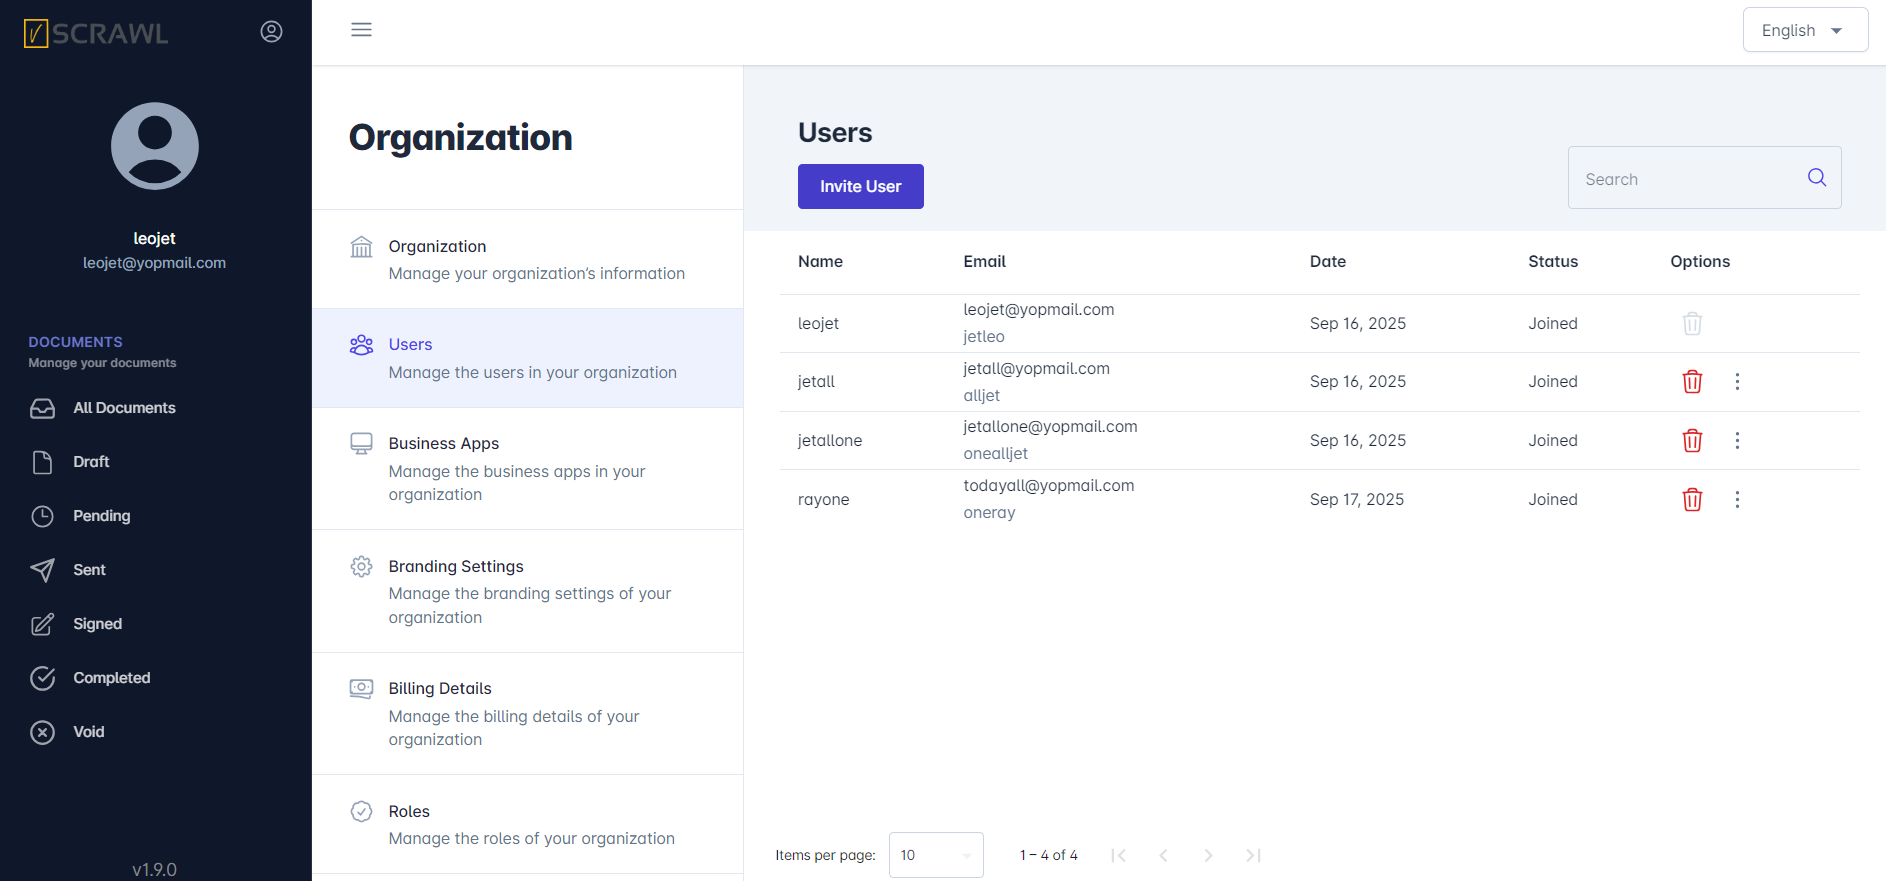 SCRAWL
English
leojet
leojet@yopmail.com
DOCUMENTS
Manage your documents
All Documents
Draft
Pending
Sent
Signed
Completed
Void
v1.9.0
Organization
Organization
Manage your organization's information
Users
Manage the users in your organization
Business Apps
Manage the business apps in your
organization
Branding Settings
Manage the branding settings of your
organization
Billing Details
Manage the billing details of your
organization
Roles
Manage the roles of your organization
Users
Invite User
Search
Name Email Date Status Options
leojet leojet@yopmail.com Sep 16, 2025 Joined
jetleo
jetall jetall@yopmail.com Sep 16, 2025 Joined
alljet
jetallone jetallone@yopmail.com Sep 16, 2025 Joined
onealljet
rayone todayall@yopmail.com Sep 17, 2025 Joined
oneray
Items per page: 10 1 – 4 of 4